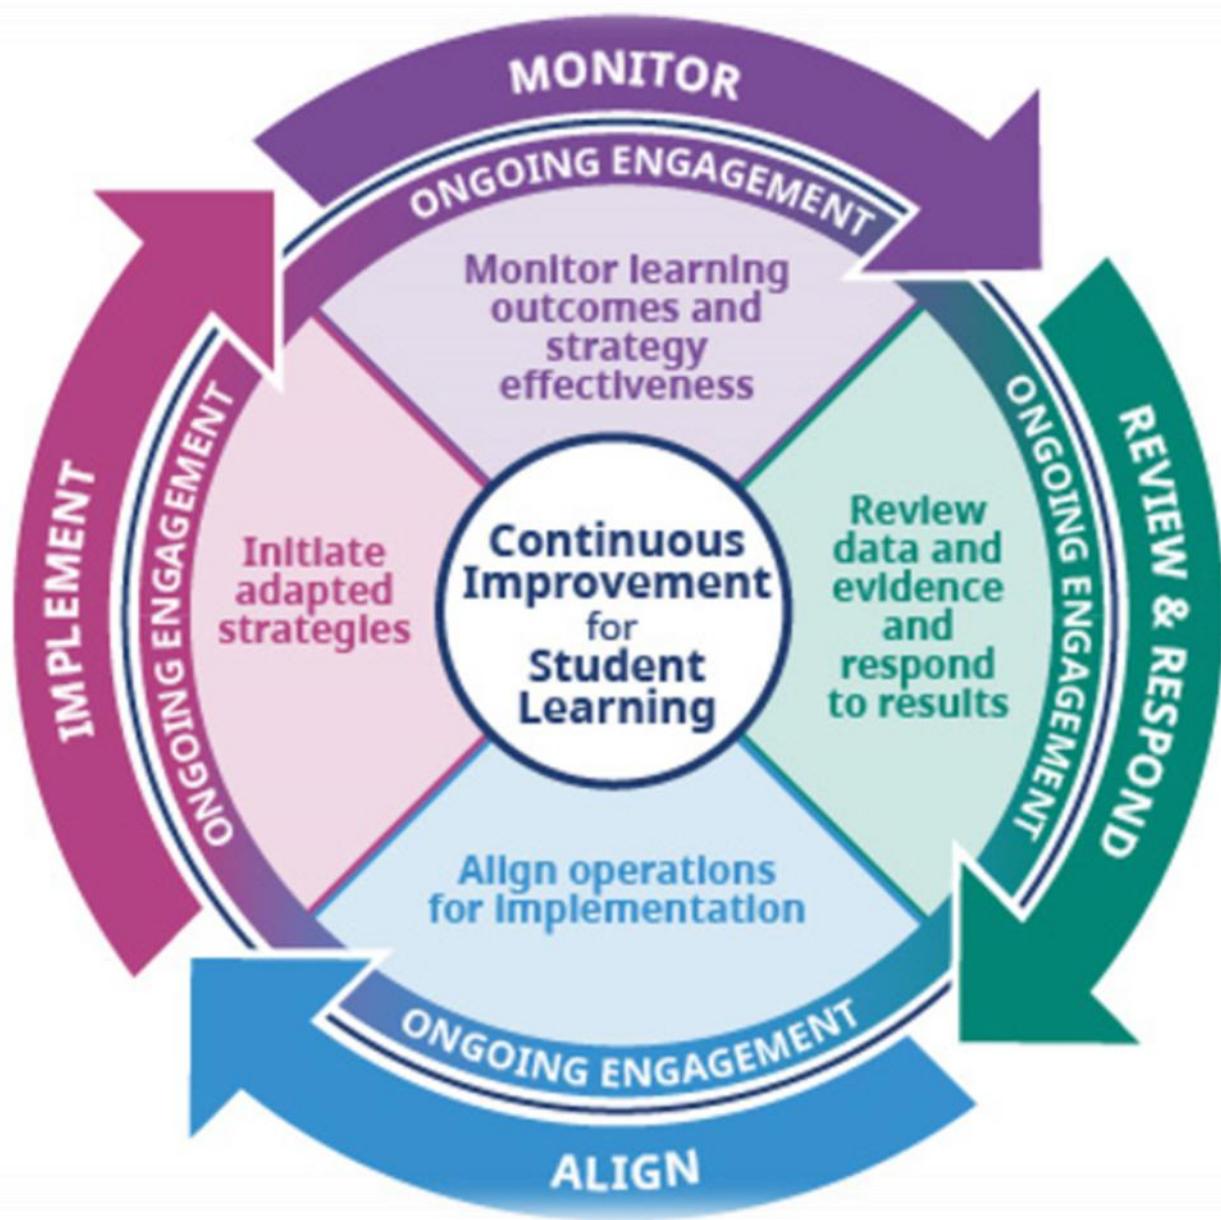 MONITOR
ONGOING ENGAGEMENT
Monitor learning
outcomes and
strategy
effectiveness
REVIEW & RESPOND
ONGOING ENGAGEMENT
Review
data and
evidence
and
respond
to results
ALIGN
ONGOING ENGAGEMENT
Align operations
for implementation
IMPLEMENT
ONGOING ENGAGEMENT
Initiate
adapted
strategies
Continuous
Improvement
for
Student
Learning